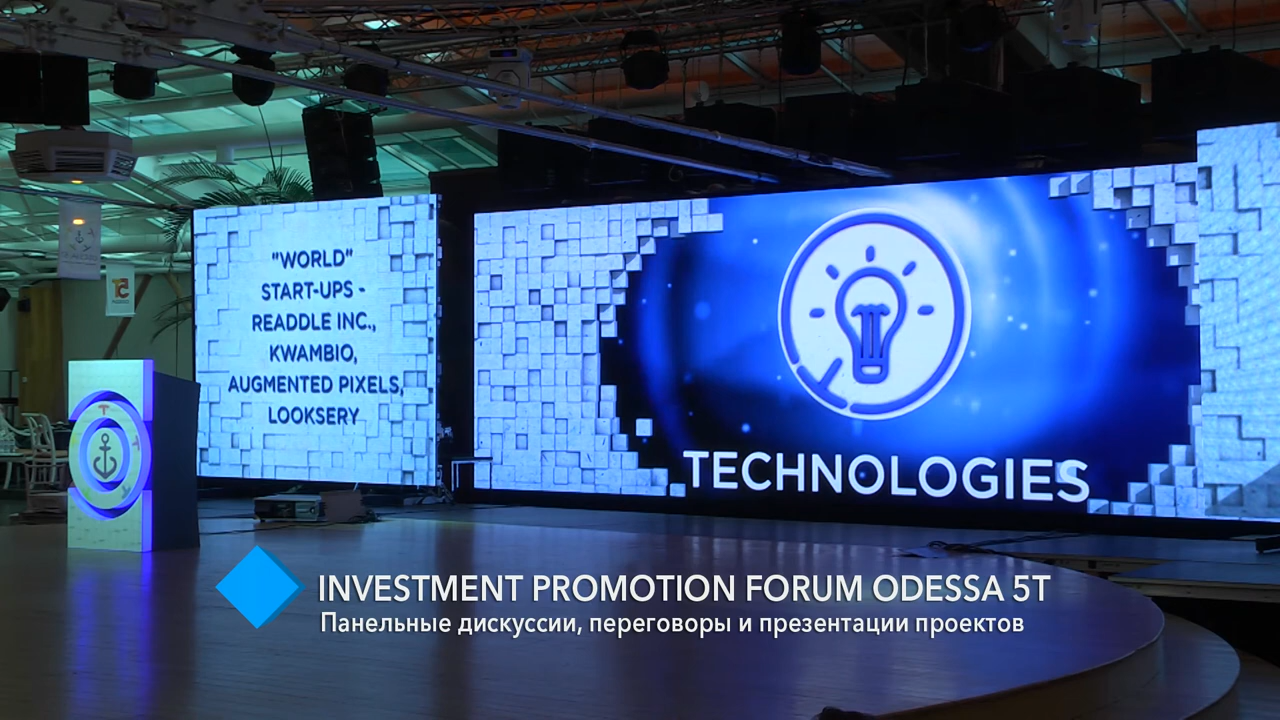 "WORLD"
START-UPS -
READDLE INC.,
KWAMBIO,
AUGMENTED PIXELS,
LOOKSERY
TECHNOLOGIES
INVESTMENT PROMOTION FORUM ODESSA 5T
Панельные дискуссии, переговоры и презентации проектов